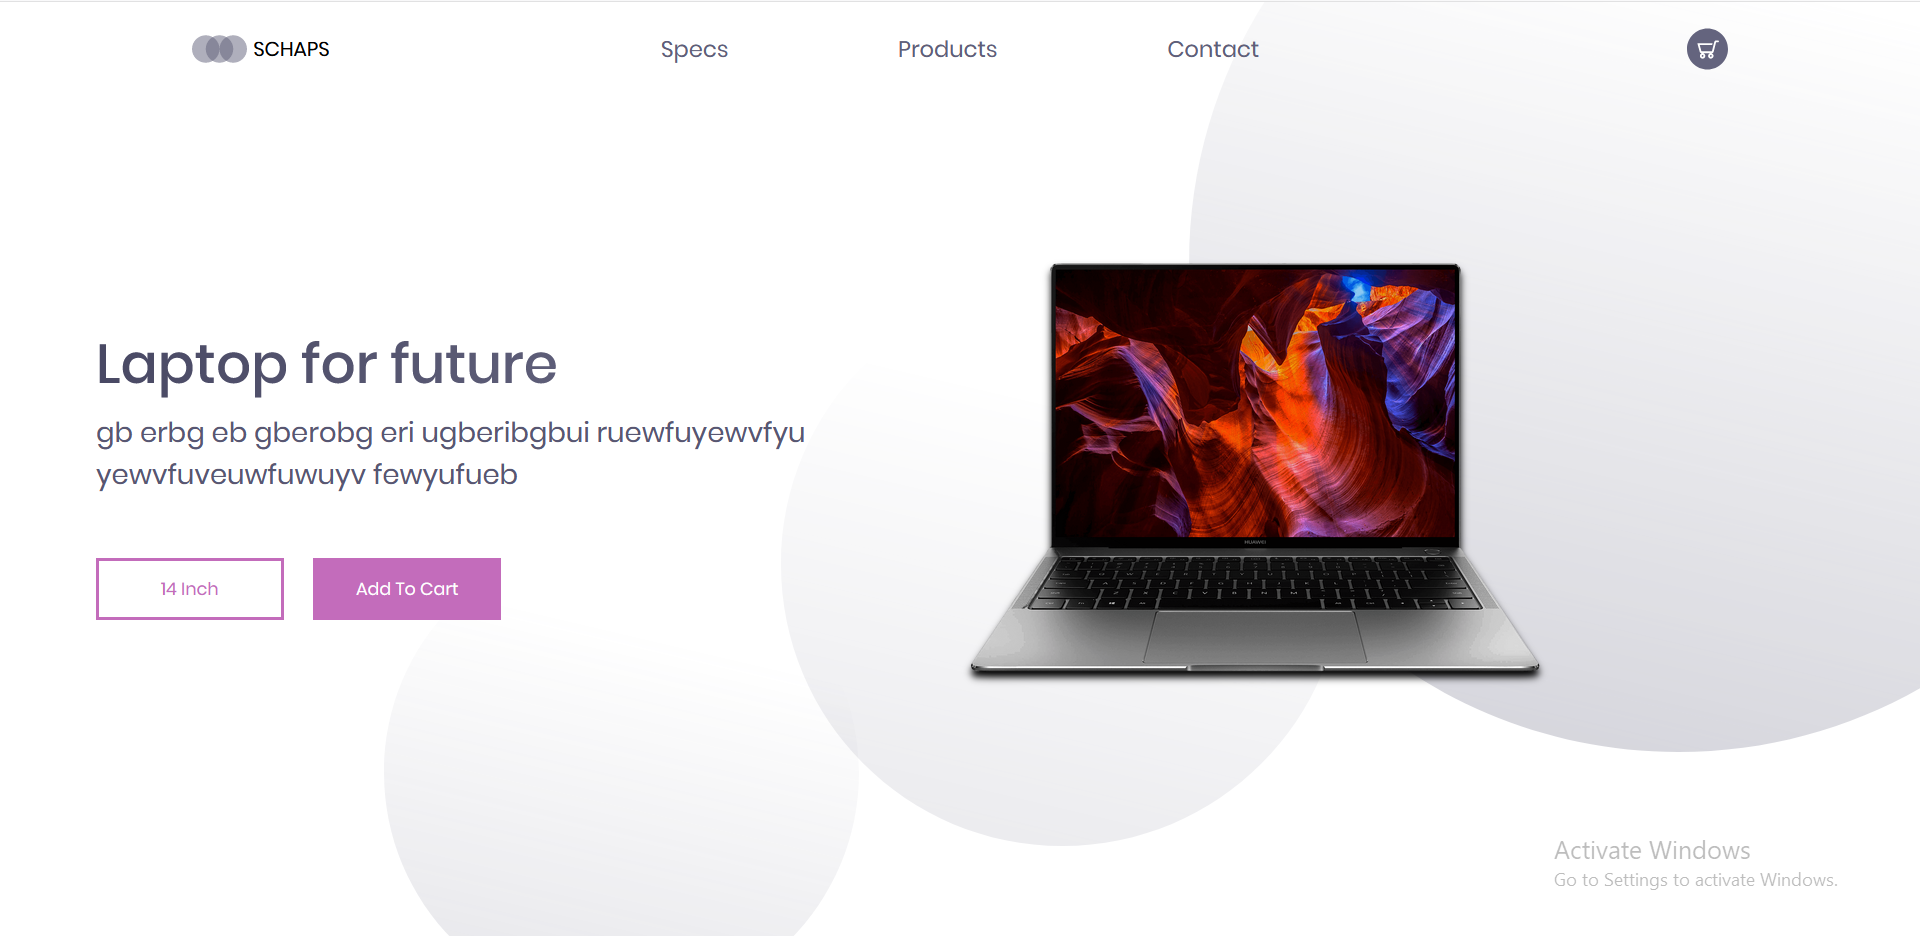 SCHAPS
Specs
Products
Contact
Laptop for future
gb erbg eb gberobg eri ugberibgbui ruewfuyewvfyu
yewvfuveuwfuwuyv fewyufueb
14 Inch
Add To Cart
HUAWEI
Activate Windows
Go to Settings to activate Windows.